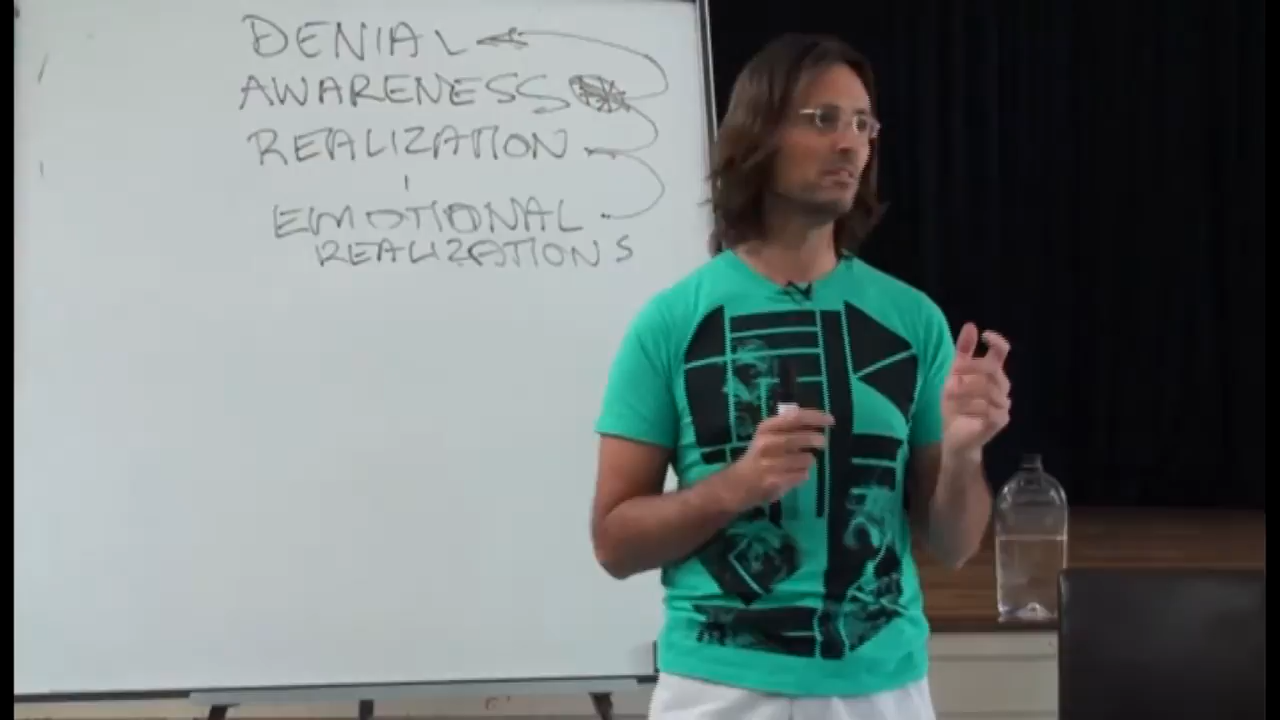 DENIAL
AWARENESS
REALIZATION
EMOTIONAL
REALIZATIONS